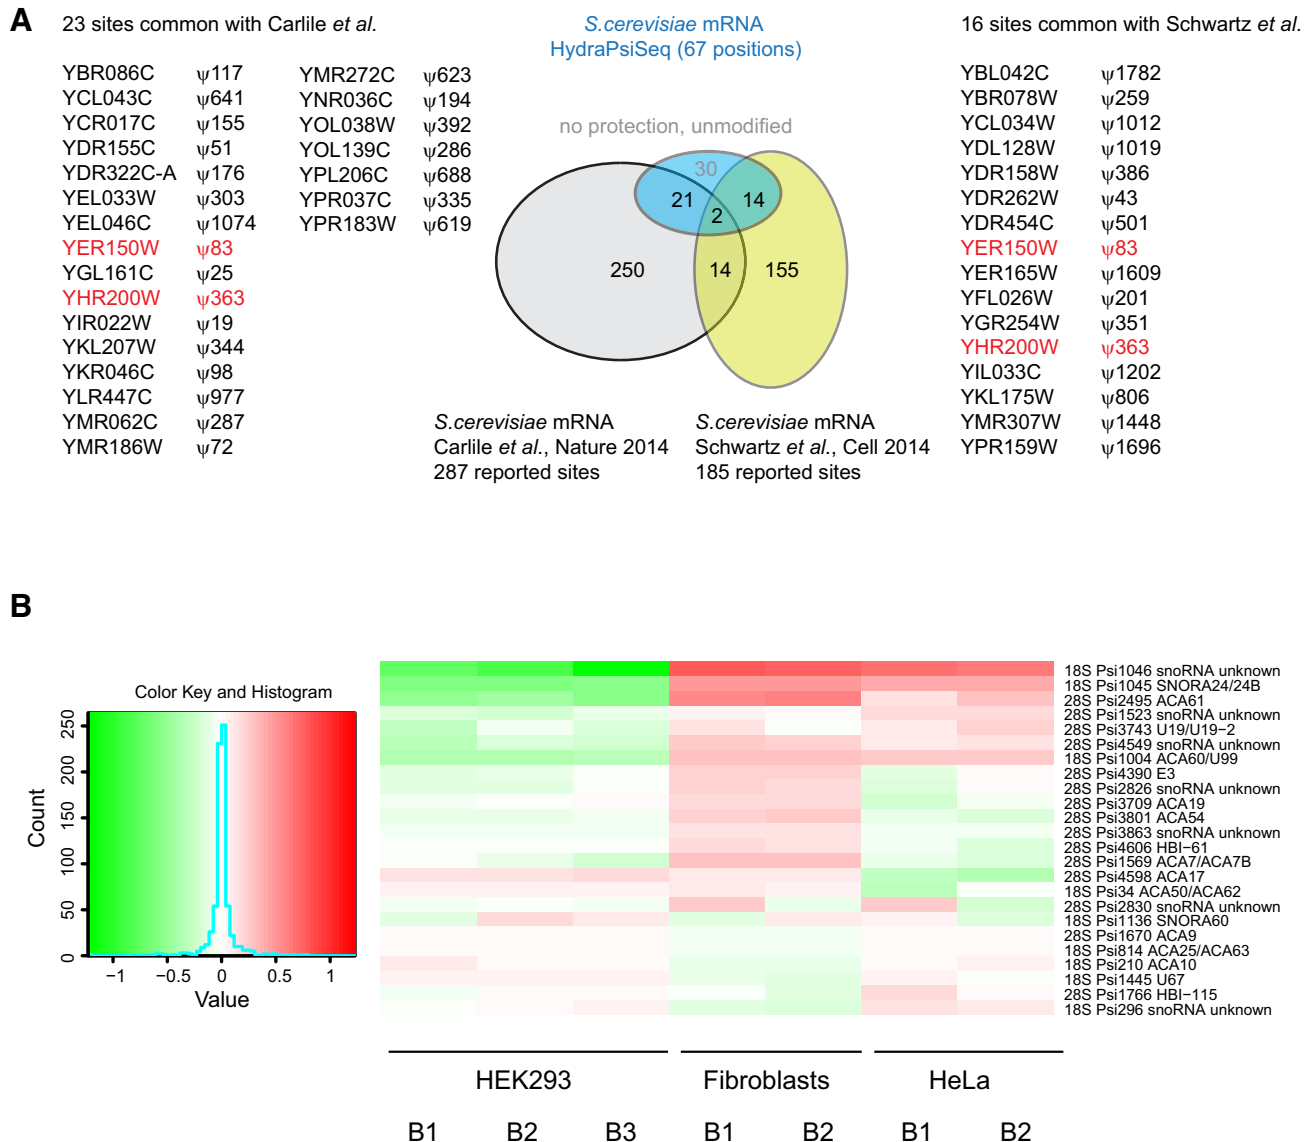 A
23 sites common with Carlile et al.
YBR086C ψ117
YCL043C ψ641
YCR017C ψ155
YDR155C ψ51
YDR322C-A ψ176
YEL033W ψ303
YEL046C ψ1074
YER150W ψ83
YGL161C ψ25
YHR200W ψ363
YIR022W ψ19
YKL207W ψ344
YKR046C ψ98
YLR447C ψ977
YMR062C ψ287
YMR186W ψ72
YMR272C ψ623
YNR036C ψ194
YOL038W ψ392
YOL139C ψ286
YPL206C ψ688
YPR037C ψ335
YPR183W ψ619
S.cerevisiae mRNA
HydraPsiSeq (67 positions)
no protection, unmodified
30
21
14
2
250
14
155
S.cerevisiae mRNA
Carlile et al., Nature 2014
287 reported sites
S.cerevisiae mRNA
Schwartz et al., Cell 2014
185 reported sites
16 sites common with Schwartz et al.
YBL042C ψ1782
YBR078W ψ259
YCL034W ψ1012
YDL128W ψ1019
YDR158W ψ386
YDR262W ψ43
YDR454C ψ501
YER150W ψ83
YER165W ψ1609
YFL026W ψ201
YGR254W ψ351
YHR200W ψ363
YIL033C ψ1202
YKL175W ψ806
YMR307W ψ1448
YPR159W ψ1696
B
Color Key and Histogram
Count
250
200
150
100
50
0
−1 −0.5 0 0.5 1
Value
18S Psi1046 snoRNA unknown
18S Psi1045 SNORA24/24B
28S Psi2495 ACA61
28S Psi1523 snoRNA unknown
28S Psi3743 U19/U19−2
28S Psi4549 snoRNA unknown
18S Psi1004 ACA60/U99
28S Psi4390 E3
28S Psi2826 snoRNA unknown
28S Psi3709 ACA19
28S Psi3801 ACA54
28S Psi3863 snoRNA unknown
28S Psi4606 HBI−61
28S Psi1569 ACA7/ACA7B
28S Psi4598 ACA17
18S Psi34 ACA50/ACA62
28S Psi2830 snoRNA unknown
18S Psi1136 SNORA60
28S Psi1670 ACA9
18S Psi814 ACA25/ACA63
18S Psi210 ACA10
18S Psi1445 U67
28S Psi1766 HBI−115
18S Psi296 snoRNA unknown
HEK293 Fibroblasts HeLa
B1 B2 B3 B1 B2 B1 B2